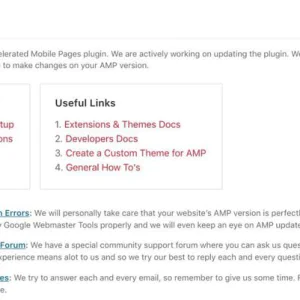 elerated Mobile Pages plugin. We are actively working on updating the plugin. We
to make changes on your AMP version.
Useful Links
tup
1. Extensions & Themes Docs
ons
2. Developers Docs
3. Create a Custom Theme for AMP
4. General How To's
n Errors: We will personally take care that your website's AMP version is perfectl
y Google Webmaster Tools properly and we will even keep an eye on AMP update
Forum: We have a special community support forum where you can ask us ques
xperience means alot to us and so we try our best to reply each and every questi
es: We try to answer each and every email, so remember to give us some time. F
e.